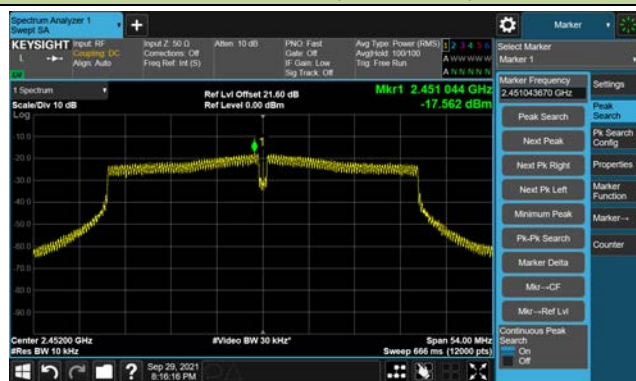 Spectrum Analyzer 1
Swept SA
Marker
KEYSIGHT
Input: RF
Coupling: DC
Align: Auto
Input Z: 50 Ω
Corrections: Off
Freq Ref: Int (S)
Atten: 10 dB
PNO: Fast
Gate: Off
IF Gain: Low
Sig Track: Off
Avg Type: Power (RMS)
Avg|Hold: 100/100
Trig: Free Run
1 2 3 4 5 6
A W W W W W
A N N N N N
L
Select Marker
Marker 1
1 Spectrum
Scale/Div 10 dB
Log
Ref Lvl Offset 21.60 dB
Ref Level 0.00 dBm
Mkr1 2.451 044 GHz
-17.562 dBm
1
-10.0
-20.0
-30.0
-40.0
-50.0
-60.0
-70.0
-80.0
-90.0
Center 2.45200 GHz
#Res BW 10 kHz
#Video BW 30 kHz*
Span 54.00 MHz
Sweep 666 ms (12000 pts)
Marker Frequency
2.451043670 GHz
Peak Search
Next Peak
Next Pk Right
Next Pk Left
Minimum Peak
Pk-Pk Search
Marker Delta
Mkr→CF
Mkr→Ref Lvl
Continuous Peak
Search
On
Off
Settings
Peak
Search
Pk Search
Config
Properties
Marker
Function
Marker→
Counter
?
Sep 29, 2021
8:16:16 PM